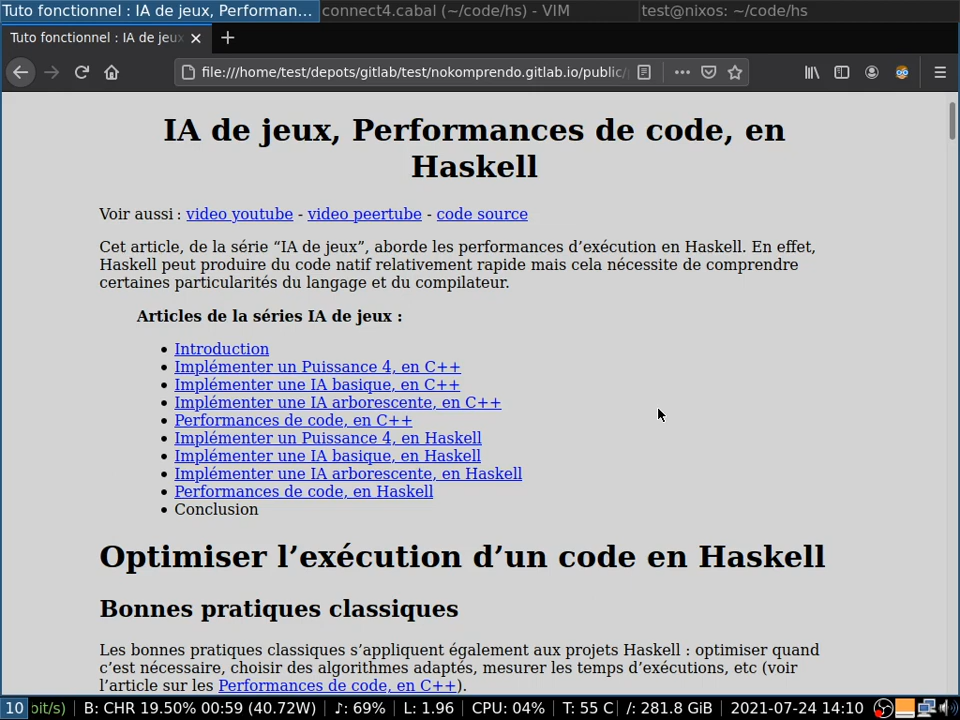 Tuto fonctionnel : IA de jeux, Performan... connect4.cabal (~/code/hs) - VIM test@nixos: ~/code/hs
Tuto fonctionnel : IA de jeux
file:///home/test/depots/gitlab/test/nokomprendo.gitlab.io/public/
IA de jeux, Performances de code, en
Haskell
Voir aussi : video youtube - video peertube - code source
Cet article, de la série “IA de jeux”, aborde les performances d’exécution en Haskell. En effet,
Haskell peut produire du code natif relativement rapide mais cela nécessite de comprendre
certaines particularités du langage et du compilateur.
Articles de la séries IA de jeux :
• Introduction
• Implémenter un Puissance 4, en C++
• Implémenter une IA basique, en C++
• Implémenter une IA arborescente, en C++
• Performances de code, en C++
• Implémenter un Puissance 4, en Haskell
• Implémenter une IA basique, en Haskell
• Implémenter une IA arborescente, en Haskell
• Performances de code, en Haskell
• Conclusion
Optimiser l’exécution d’un code en Haskell
Bonnes pratiques classiques
Les bonnes pratiques classiques s’appliquent également aux projets Haskell : optimiser quand
c’est nécessaire, choisir des algorithmes adaptés, mesurer les temps d’exécutions, etc (voir
l’article sur les Performances de code, en C++).
10 bit/s) | B: CHR 19.50% 00:59 (40.72W) | ♪: 69% | L: 1.96 | CPU: 04% | T: 55 C | /: 281.8 GiB | 2021-07-24 14:10